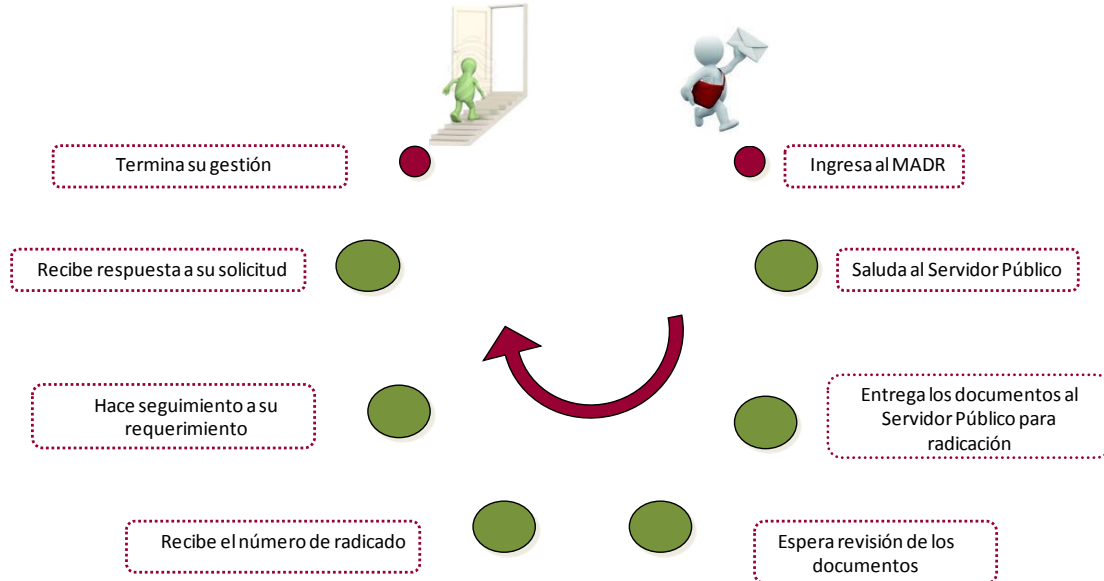 Termina su gestión
Ingresa al MADR
Recibe respuesta a su solicitud
Saluda al Servidor Público
Hace seguimiento a su
requerimiento
Entrega los documentos al
Servidor Público para
radicación
Recibe el número de radicado
Espera revisión de los
documentos